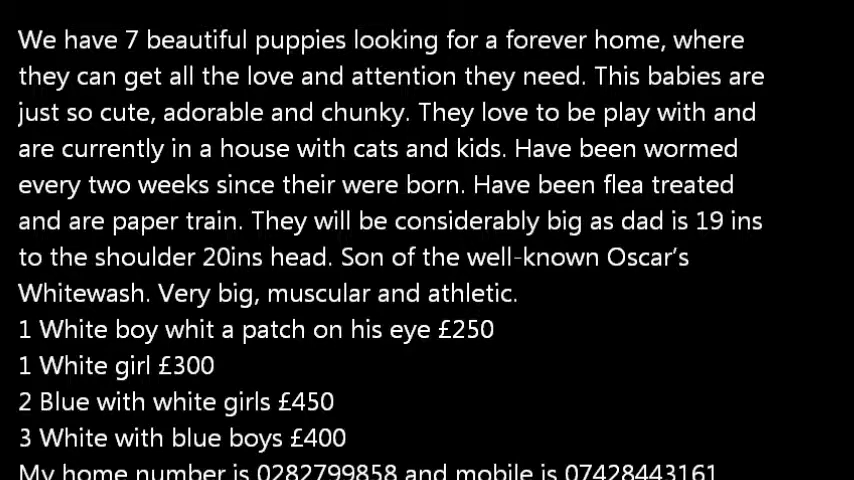 We have 7 beautiful puppies looking for a forever home, where
they can get all the love and attention they need. This babies are
just so cute, adorable and chunky. They love to be play with and
are currently in a house with cats and kids. Have been wormed
every two weeks since their were born. Have been flea treated
and are paper train. They will be considerably big as dad is 19 ins
to the shoulder 20ins head. Son of the well-known Oscar’s
Whitewash. Very big, muscular and athletic.
1 White boy whit a patch on his eye £250
1 White girl £300
2 Blue with white girls £450
3 White with blue boys £400
My home number is 0282799858 and mobile is 07428443161